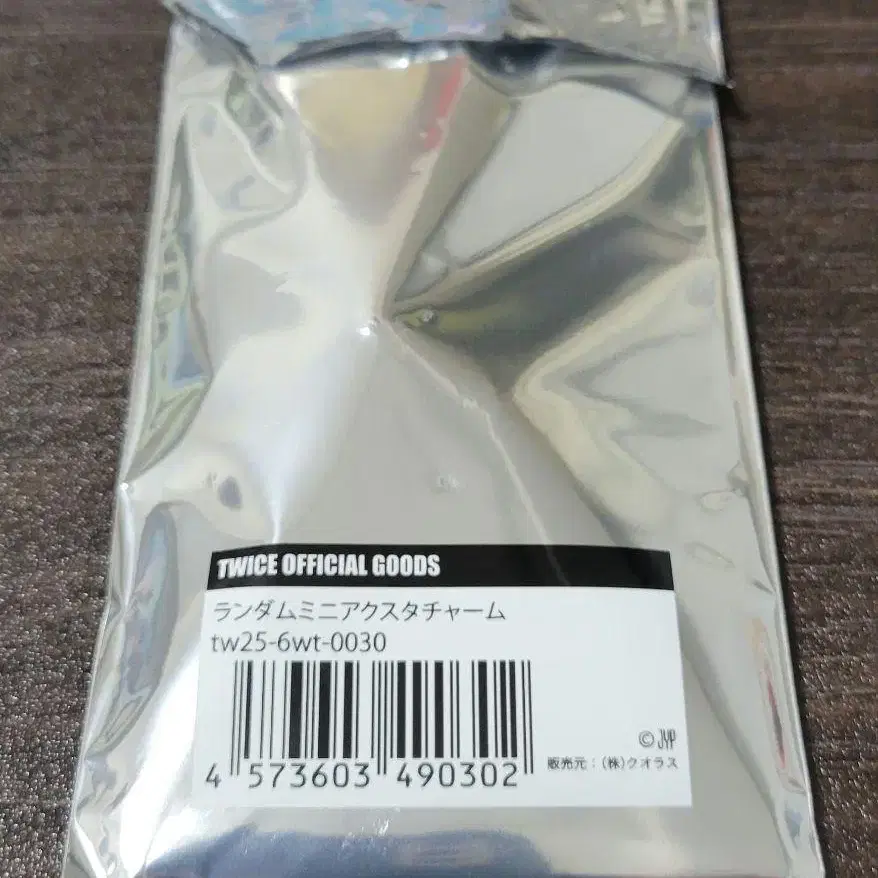 TWICE OFFICIAL GOODS
ランダムミニアクスタチャーム
tw25-6wt-0030
© JYP
4 573603 490302
販売元：(株)クオラス